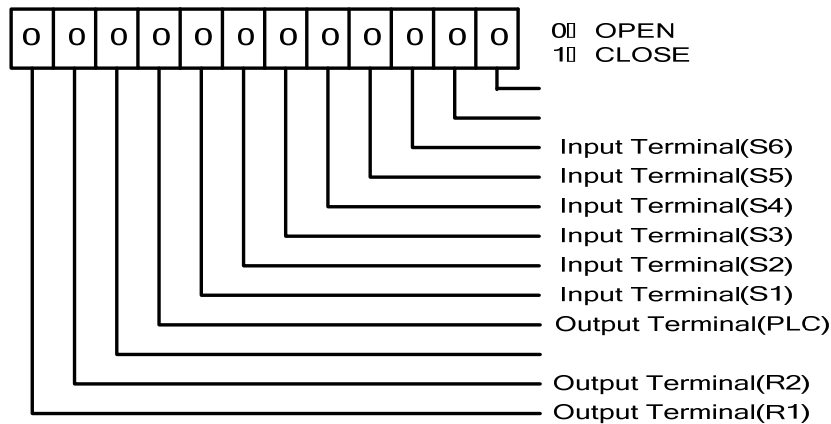 0 0 0 0 0 0 0 0 0 0 0 0
0▯ OPEN
1▯ CLOSE
Input Terminal(S6)
Input Terminal(S5)
Input Terminal(S4)
Input Terminal(S3)
Input Terminal(S2)
Input Terminal(S1)
Output Terminal(PLC)
Output Terminal(R2)
Output Terminal(R1)